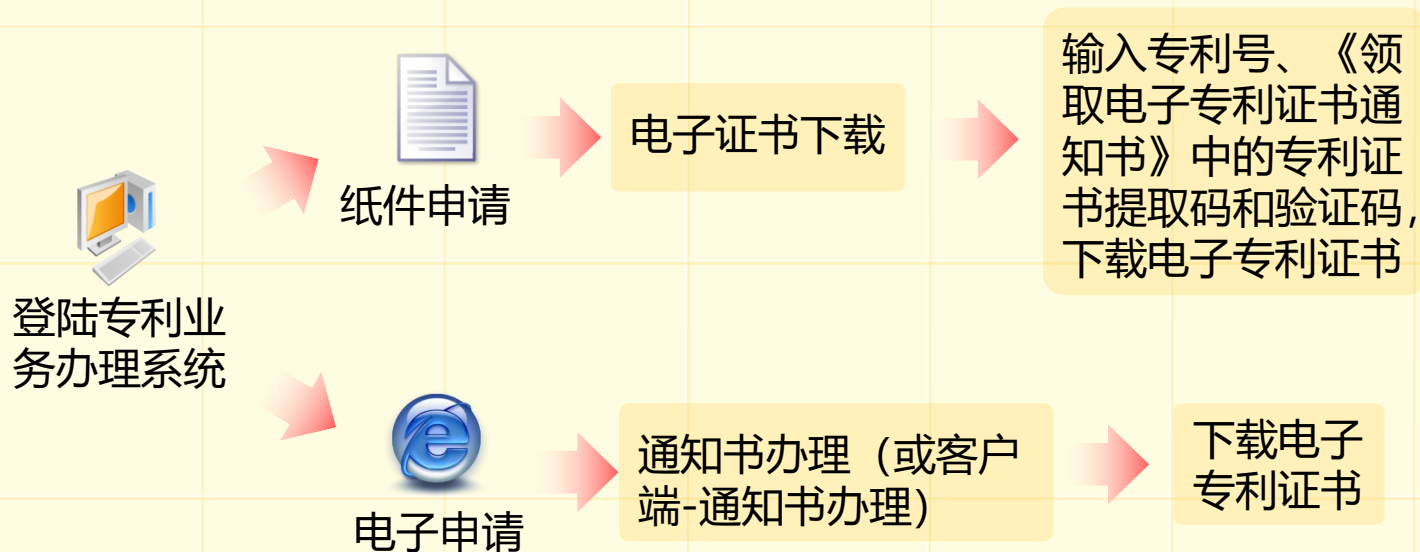 登陆专利业
务办理系统
纸件申请
电子证书下载
输入专利号、《领
取电子专利证书通
知书》中的专利证
书提取码和验证码，
下载电子专利证书
电子申请
通知书办理（或客户
端-通知书办理）
下载电子
专利证书